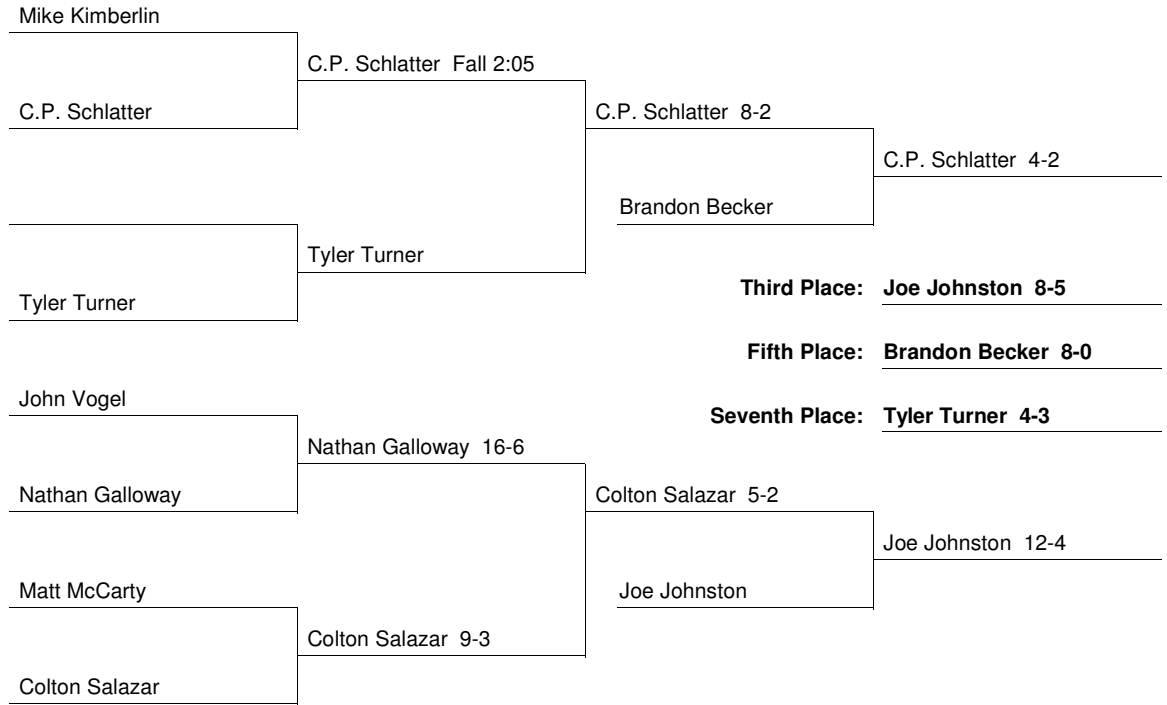 Mike Kimberlin
C.P. Schlatter Fall 2:05
C.P. Schlatter
C.P. Schlatter 8-2
C.P. Schlatter 4-2
Brandon Becker
Tyler Turner
Third Place: Joe Johnston 8-5
Tyler Turner
Fifth Place: Brandon Becker 8-0
John Vogel
Seventh Place: Tyler Turner 4-3
Nathan Galloway 16-6
Nathan Galloway
Colton Salazar 5-2
Joe Johnston 12-4
Matt McCarty
Joe Johnston
Colton Salazar 9-3
Colton Salazar